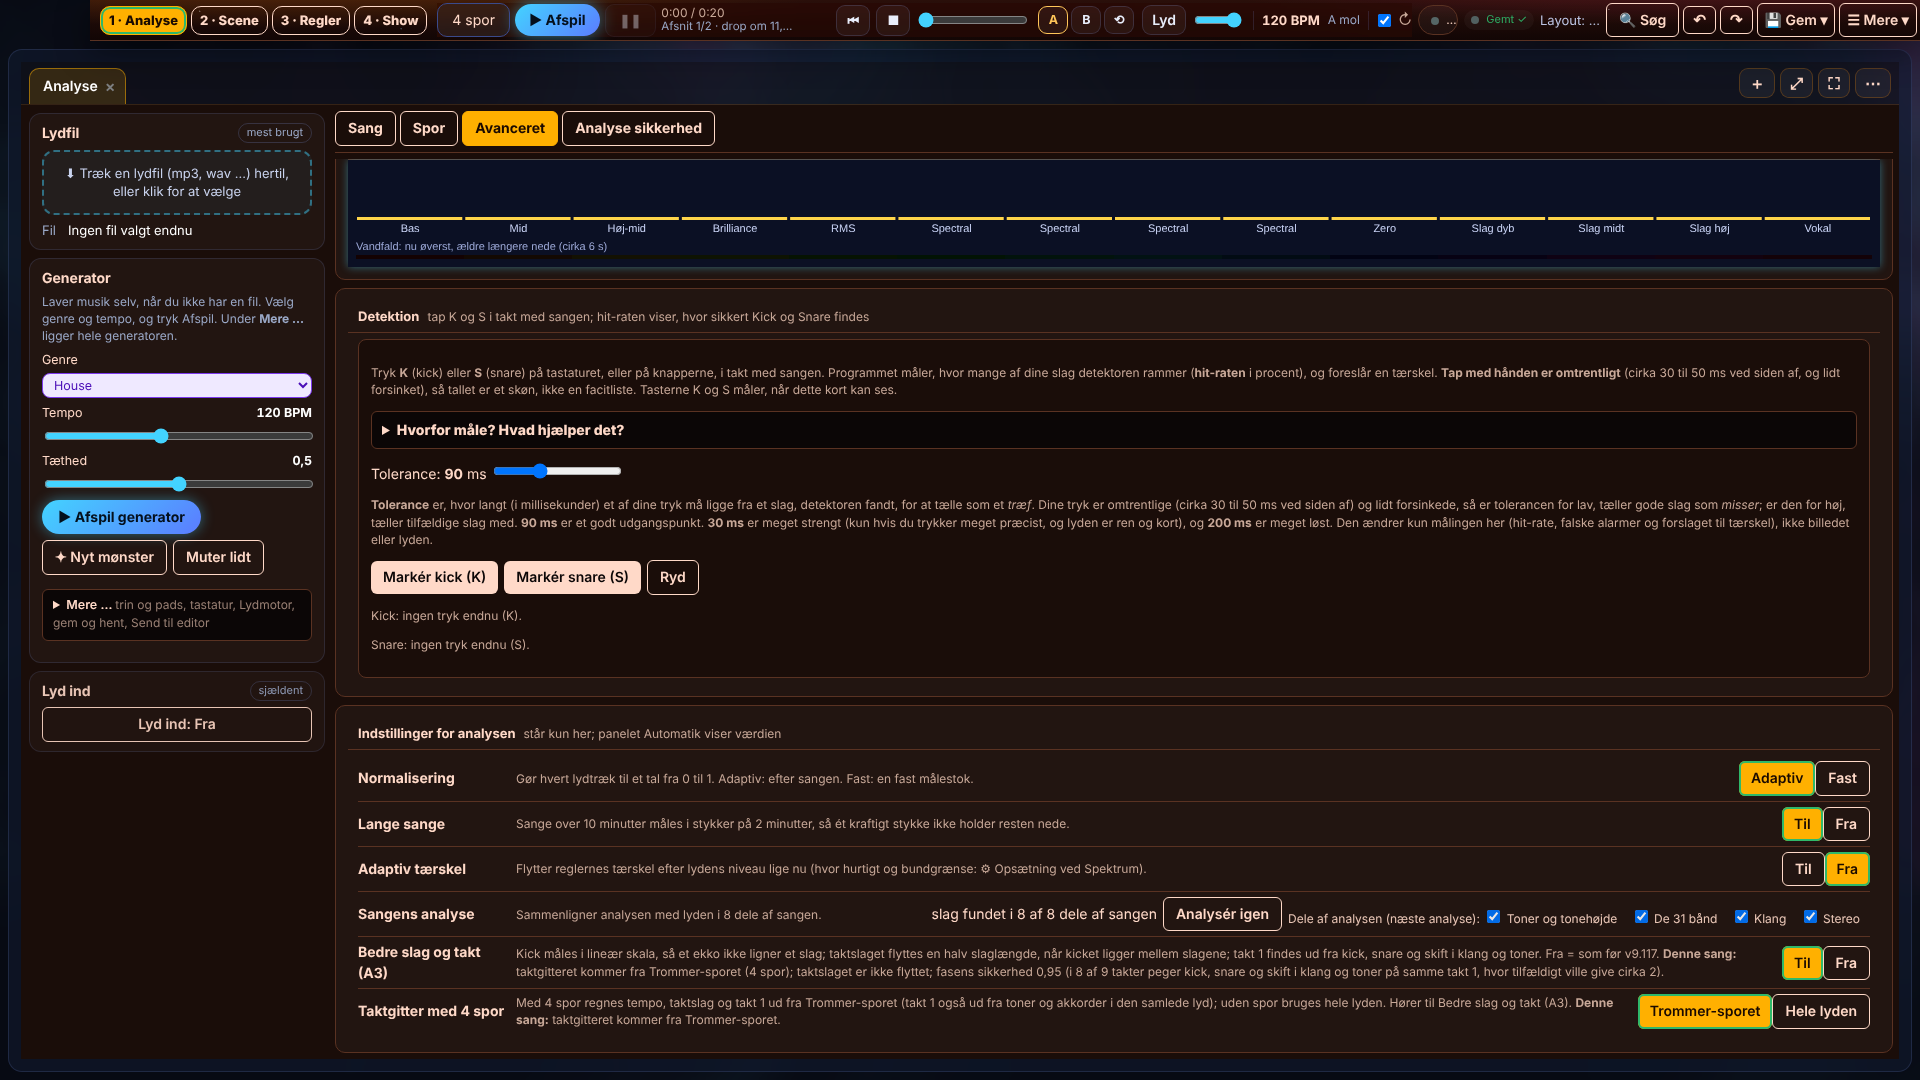 1 · Analyse
2 · Scene
3 · Regler
4 · Show
4 spor
▶ Afspil
0:00 / 0:20
Afsnit 1/2 · drop om 11,...
A
B
Lyd
120 BPM
A mol
...
Gemt ✓
Layout: ...
🔍 Søg
💾 Gem ▾
☰ Mere ▾
Analyse ×
Lydfil
mest brugt
⬇ Træk en lydfil (mp3, wav ...) hertil,
eller klik for at vælge
Fil Ingen fil valgt endnu
Generator
Laver musik selv, når du ikke har en fil. Vælg
genre og tempo, og tryk Afspil. Under Mere ...
ligger hele generatoren.
Genre
House
Tempo 120 BPM
Tæthed 0,5
▶ Afspil generator
✦ Nyt mønster
Muter lidt
▶ Mere ... trin og pads, tastatur, Lydmotor,
gem og hent, Send til editor
Lyd ind
sjældent
Lyd ind: Fra
Sang
Spor
Avanceret
Analyse sikkerhed
Bas Mid Høj-mid Brilliance RMS Spectral Spectral Spectral Spectral Zero Slag dyb Slag midt Slag høj Vokal
Vandfald: nu øverst, ældre længere nede (cirka 6 s)
Detektion tap K og S i takt med sangen; hit-raten viser, hvor sikkert Kick og Snare findes
Tryk K (kick) eller S (snare) på tastaturet, eller på knapperne, i takt med sangen. Programmet måler, hvor mange af dine slag detektoren rammer (hit-raten i procent), og foreslår en tærskel. Tap med hånden er omtrentligt (cirka 30 til 50 ms ved siden af, og lidt
forsinket), så tallet er et skøn, ikke en facitliste. Tasterne K og S måler, når dette kort kan ses.
▶ Hvorfor måle? Hvad hjælper det?
Tolerance: 90 ms
Tolerance er, hvor langt (i millisekunder) et af dine tryk må ligge fra et slag, detektoren fandt, for at tælle som et træf. Dine tryk er omtrentlige (cirka 30 til 50 ms ved siden af) og lidt forsinkede, så er tolerancen for lav, tæller gode slag som misser; er den for høj,
tæller tilfældige slag med. 90 ms er et godt udgangspunkt. 30 ms er meget strengt (kun hvis du trykker meget præcist, og lyden er ren og kort), og 200 ms er meget løst. Den ændrer kun målingen her (hit-rate, falske alarmer og forslaget til tærskel), ikke billedet
eller lyden.
Markér kick (K)
Markér snare (S)
Ryd
Kick: ingen tryk endnu (K).
Snare: ingen tryk endnu (S).
Indstillinger for analysen står kun her; panelet Automatik viser værdien
Normalisering Gør hvert lydtræk til et tal fra 0 til 1. Adaptiv: efter sangen. Fast: en fast målestok. Adaptiv Fast
Lange sange Sange over 10 minutter måles i stykker på 2 minutter, så ét kraftigt stykke ikke holder resten nede. Til Fra
Adaptiv tærskel Flytter reglernes tærskel efter lydens niveau lige nu (hvor hurtigt og bundgrænse: ⚙ Opsætning ved Spektrum). Til Fra
Sangens analyse Sammenligner analysen med lyden i 8 dele af sangen. slag fundet i 8 af 8 dele af sangen Analysér igen Dele af analysen (næste analyse): Toner og tonehøjde De 31 bånd Klang Stereo
Bedre slag og takt
(A3)
Kick måles i lineær skala, så et ekko ikke ligner et slag; taktslaget flyttes en halv slaglængde, når kicket ligger mellem slagene; takt 1 findes ud fra kick, snare og skift i klang og toner. Fra = som før v9.117. Denne sang:
taktgitteret kommer fra Trommer-sporet (4 spor); taktslaget er ikke flyttet; fasens sikkerhed 0,95 (i 8 af 9 takter peger kick, snare og skift i klang og toner på samme takt 1, hvor tilfældigt ville give cirka 2).
Til Fra
Taktgitter med 4 spor
Med 4 spor regnes tempo, taktslag og takt 1 ud fra Trommer-sporet (takt 1 også ud fra toner og akkorder i den samlede lyd); uden spor bruges hele lyden. Hører til Bedre slag og takt (A3). Denne
sang: taktgitteret kommer fra Trommer-sporet.
Trommer-sporet Hele lyden